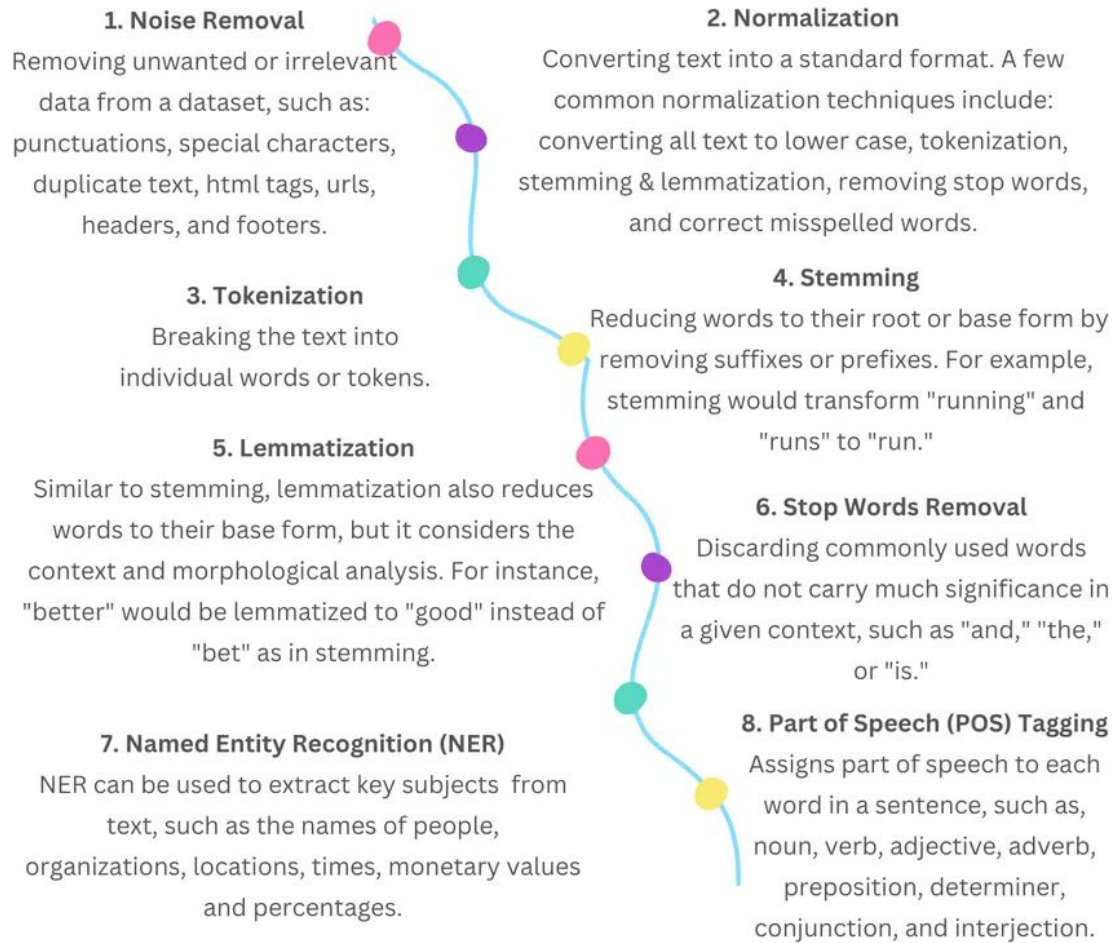 1. Noise Removal
Removing unwanted or irrelevant
data from a dataset, such as:
punctuations, special characters,
duplicate text, html tags, urls,
headers, and footers.
2. Normalization
Converting text into a standard format. A few
common normalization techniques include:
converting all text to lower case, tokenization,
stemming & lemmatization, removing stop words,
and correct misspelled words.
3. Tokenization
Breaking the text into
individual words or tokens.
4. Stemming
Reducing words to their root or base form by
removing suffixes or prefixes. For example,
stemming would transform "running" and
"runs" to "run."
5. Lemmatization
Similar to stemming, lemmatization also reduces
words to their base form, but it considers the
context and morphological analysis. For instance,
"better" would be lemmatized to "good" instead of
"bet" as in stemming.
6. Stop Words Removal
Discarding commonly used words
that do not carry much significance in
a given context, such as "and," "the,"
or "is."
7. Named Entity Recognition (NER)
NER can be used to extract key subjects from
text, such as the names of people,
organizations, locations, times, monetary values
and percentages.
8. Part of Speech (POS) Tagging
Assigns part of speech to each
word in a sentence, such as,
noun, verb, adjective, adverb,
preposition, determiner,
conjunction, and interjection.